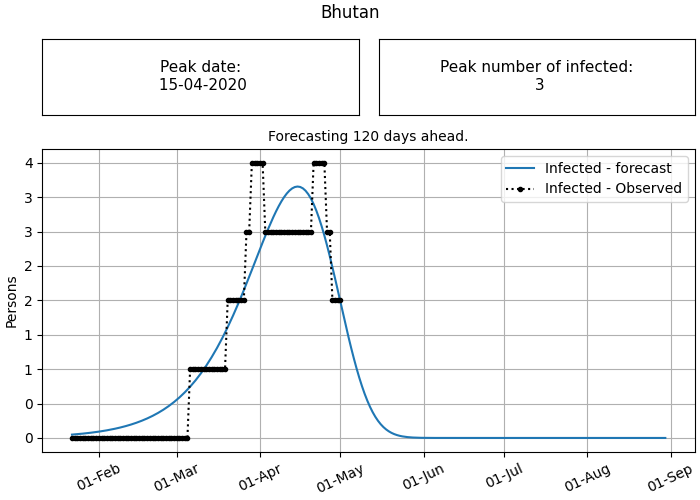 Bhutan
Peak date:
15-04-2020
Peak number of infected:
3
Forecasting 120 days ahead.
Infected - forecast
Infected - Observed
Persons
4
3
3
2
2
1
1
0
0
01-Feb
01-Mar
01-Apr
01-May
01-Jun
01-Jul
01-Aug
01-Sep